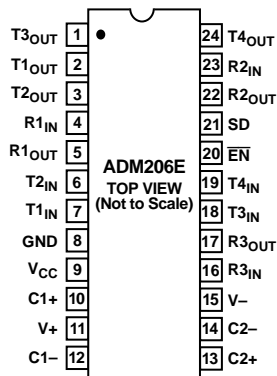 T3OUT 1
T1OUT 2
T2OUT 3
R1IN 4
R1OUT 5
T2IN 6
T1IN 7
GND 8
VCC 9
C1+ 10
V+ 11
C1– 12
ADM206E
TOP VIEW
(Not to Scale)
24 T4OUT
23 R2IN
22 R2OUT
21 SD
20 E̅N̅
19 T4IN
18 T3IN
17 R3OUT
16 R3IN
15 V–
14 C2–
13 C2+